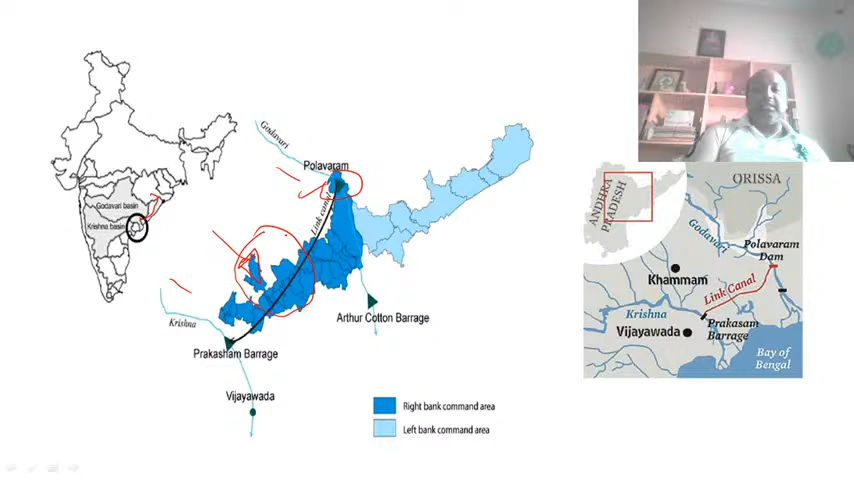 Godavari
Polavaram
Godavari basin
Krishna basin
Link canal
Krishna
Arthur Cotton Barrage
Prakasham Barrage
Vijayawada
Right bank command area
Left bank command area
ANDHRA
PRADESH
ORISSA
Godavari
Polavaram
Dam
Khammam
Link Canal
Krishna
Prakasam
Barrage
Vijayawada
Bay of
Bengal